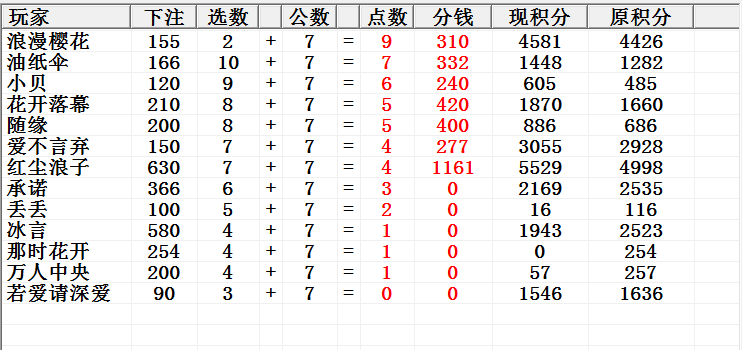 玩家 下注 选数 公数 点数 分钱 现积分 原积分
浪漫樱花 155 2 + 7 = 9 310 4581 4426
油纸伞 166 10 + 7 = 7 332 1448 1282
小贝 120 9 + 7 = 6 240 605 485
花开落幕 210 8 + 7 = 5 420 1870 1660
随缘 200 8 + 7 = 5 400 886 686
爱不言弃 150 7 + 7 = 4 277 3055 2928
红尘浪子 630 7 + 7 = 4 1161 5529 4998
承诺 366 6 + 7 = 3 0 2169 2535
丢丢 100 5 + 7 = 2 0 16 116
冰言 580 4 + 7 = 1 0 1943 2523
那时花开 254 4 + 7 = 1 0 0 254
万人中央 200 4 + 7 = 1 0 57 257
若爱请深爱 90 3 + 7 = 0 0 1546 1636